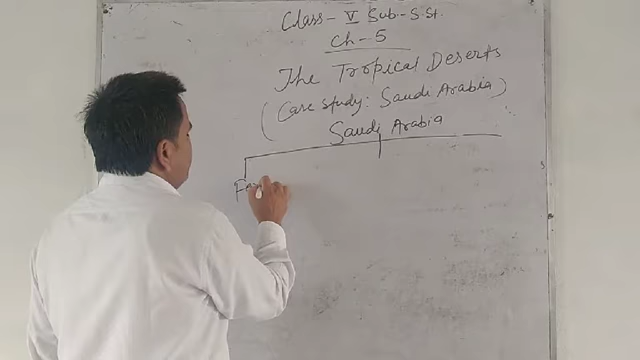 Class - V Sub:- S.St.
Ch - 5
The Tropical Deserts
(Case study: Saudi Arabia)
Saudi Arabia